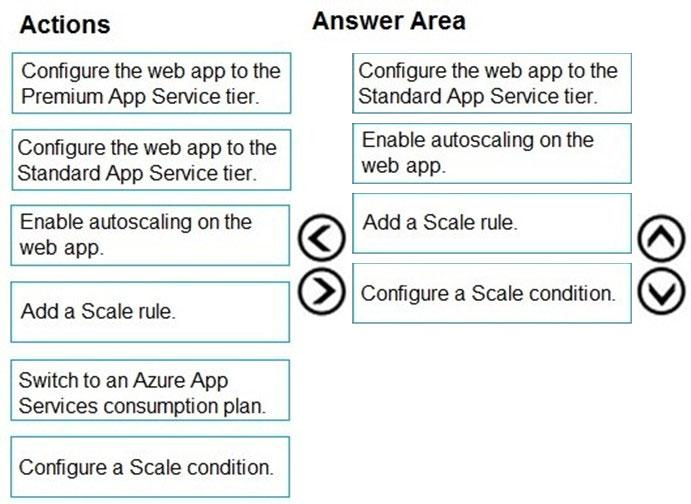 Actions
Answer Area
Configure the web app to the
Premium App Service tier.
Configure the web app to the
Standard App Service tier.
Enable autoscaling on the
web app.
Add a Scale rule.
Switch to an Azure App
Services consumption plan.
Configure a Scale condition.
Configure the web app to the
Standard App Service tier.
Enable autoscaling on the
web app.
Add a Scale rule.
Configure a Scale condition.